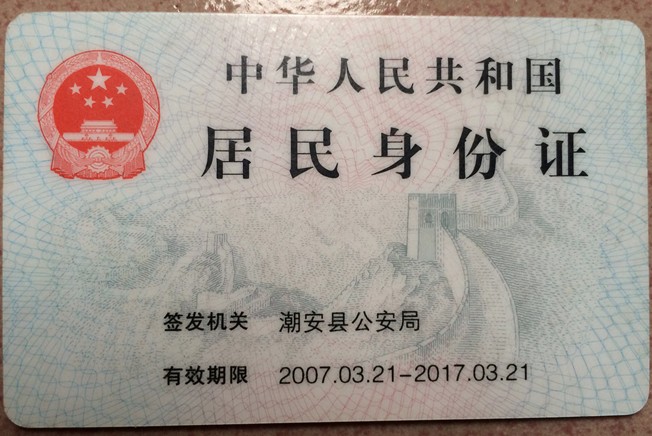 中华人民共和国
居民身份证
签发机关 潮安县公安局
有效期限 2007.03.21-2017.03.21